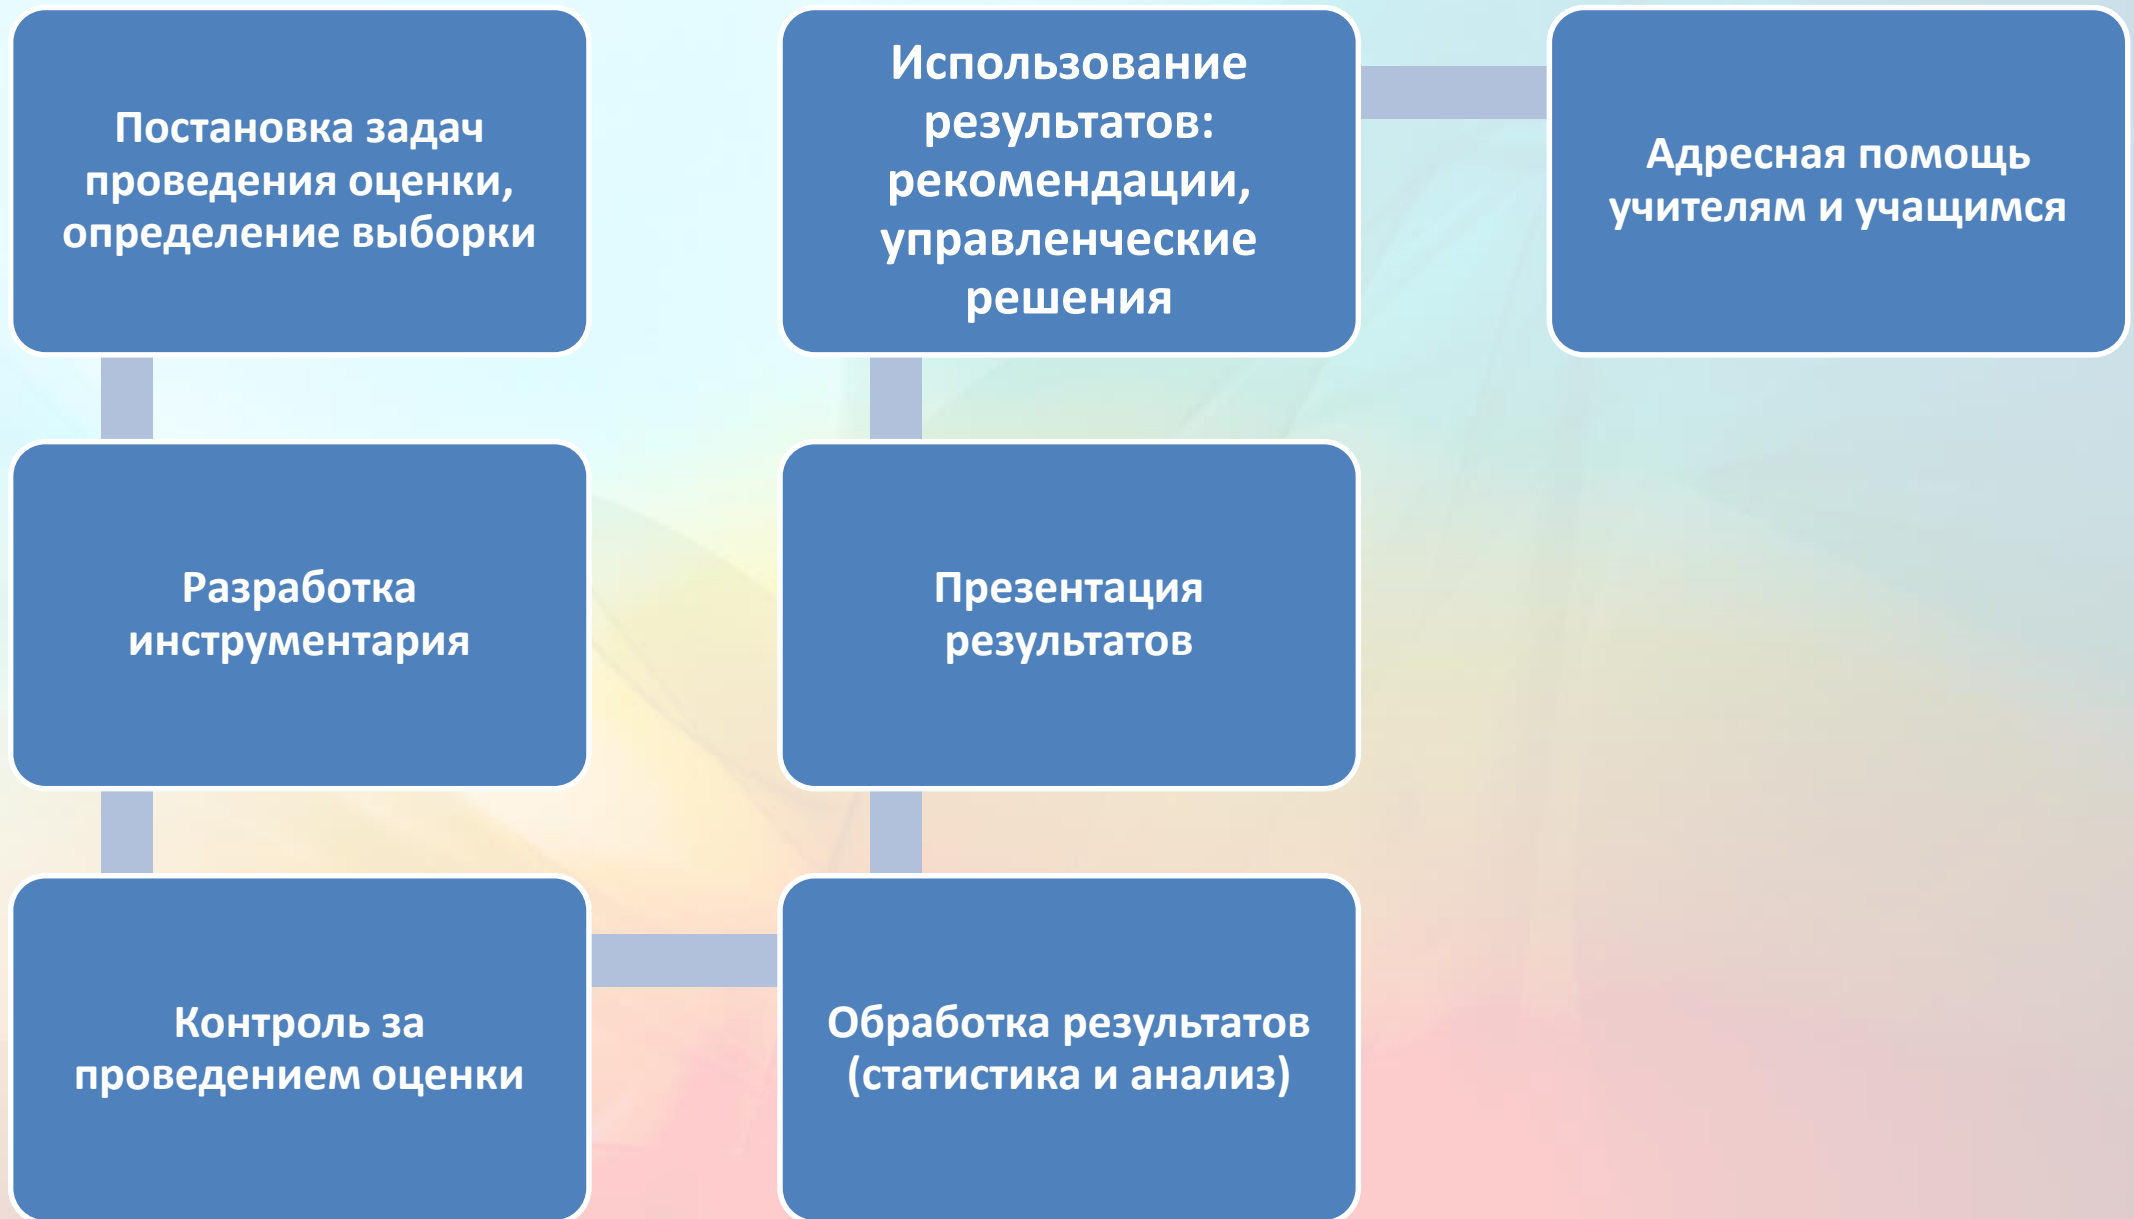 Постановка задач
проведения оценки,
определение выборки
Разработка
инструментария
Контроль за
проведением оценки
Обработка результатов
(статистика и анализ)
Презентация
результатов
Использование
результатов:
рекомендации,
управленческие
решения
Адресная помощь
учителям и учащимся